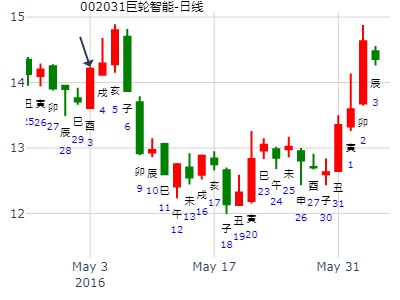 002031巨轮智能-日线
15
14
13
12
丑 25
寅 26
卯 27
辰 28
巳 29
酉 3
戌 4
亥 5
子 6
卯 9
辰 10
巳 11
午 12
未 13
戌 16
亥 17
子 18
丑 19
寅 20
巳 23
午 24
未 25
申 26
酉 27
子 30
丑 31
寅 1
卯 2
辰 3
May 3
2016
May 17
May 31